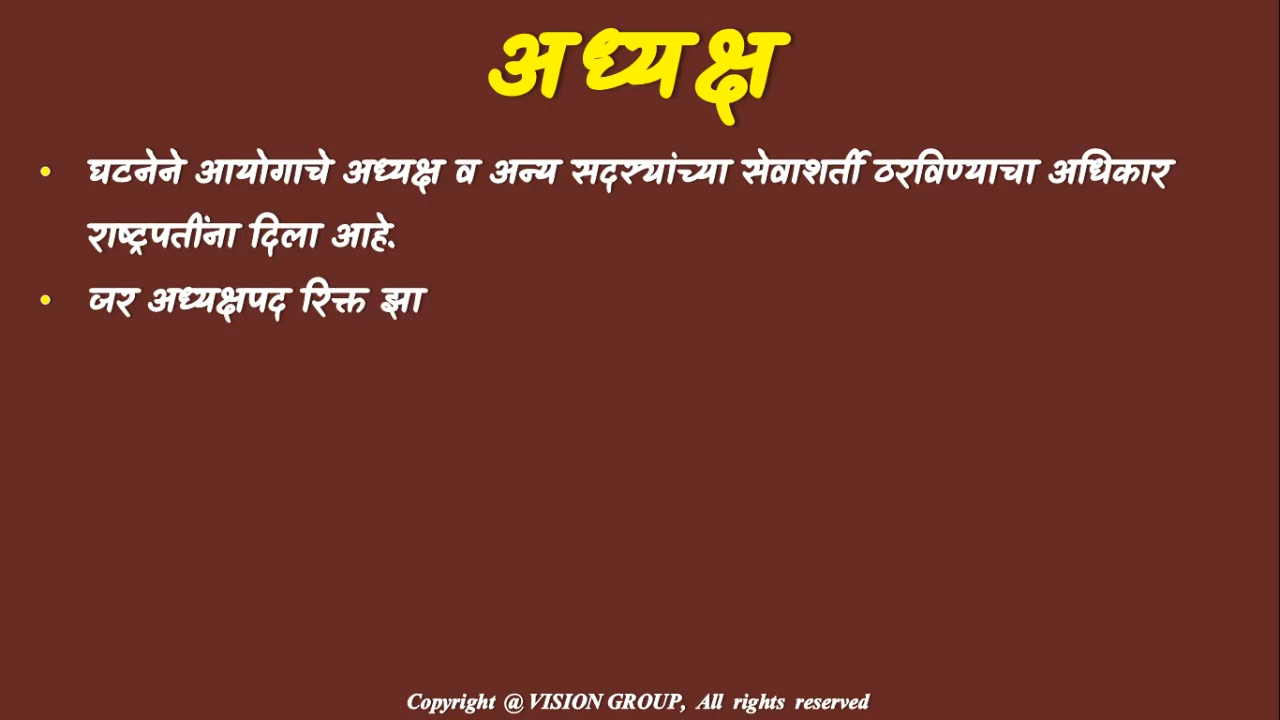 अध्यक्ष
• घटनेने आयोगाचे अध्यक्ष व अन्य सदस्यांच्या सेवाशर्ती ठरविण्याचा अधिकार
राष्ट्रपतींना दिला आहे.
• जर अध्यक्षपद रिक्त झा
Copyright @ VISION GROUP, All rights reserved